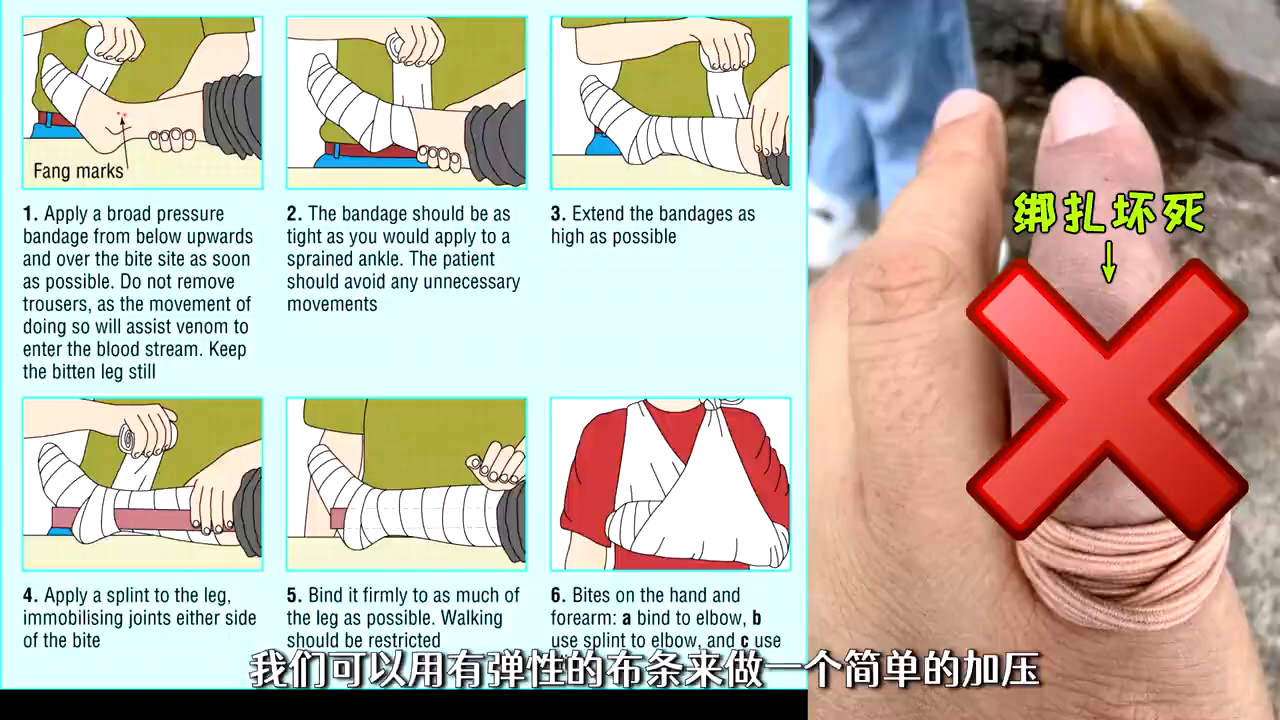 Fang marks
1. Apply a broad pressure
bandage from below upwards
and over the bite site as soon
as possible. Do not remove
trousers, as the movement of
doing so will assist venom to
enter the blood stream. Keep
the bitten leg still
2. The bandage should be as
tight as you would apply to a
sprained ankle. The patient
should avoid any unnecessary
movements
3. Extend the bandages as
high as possible
4. Apply a splint to the leg,
immobilising joints either side
of the bite
5. Bind it firmly to as much of
the leg as possible. Walking
should be restricted
6. Bites on the hand and
forearm: a bind to elbow, b
use splint to elbow, and c use
绑扎坏死
我们可以用有弹性的布条来做一个简单的加压